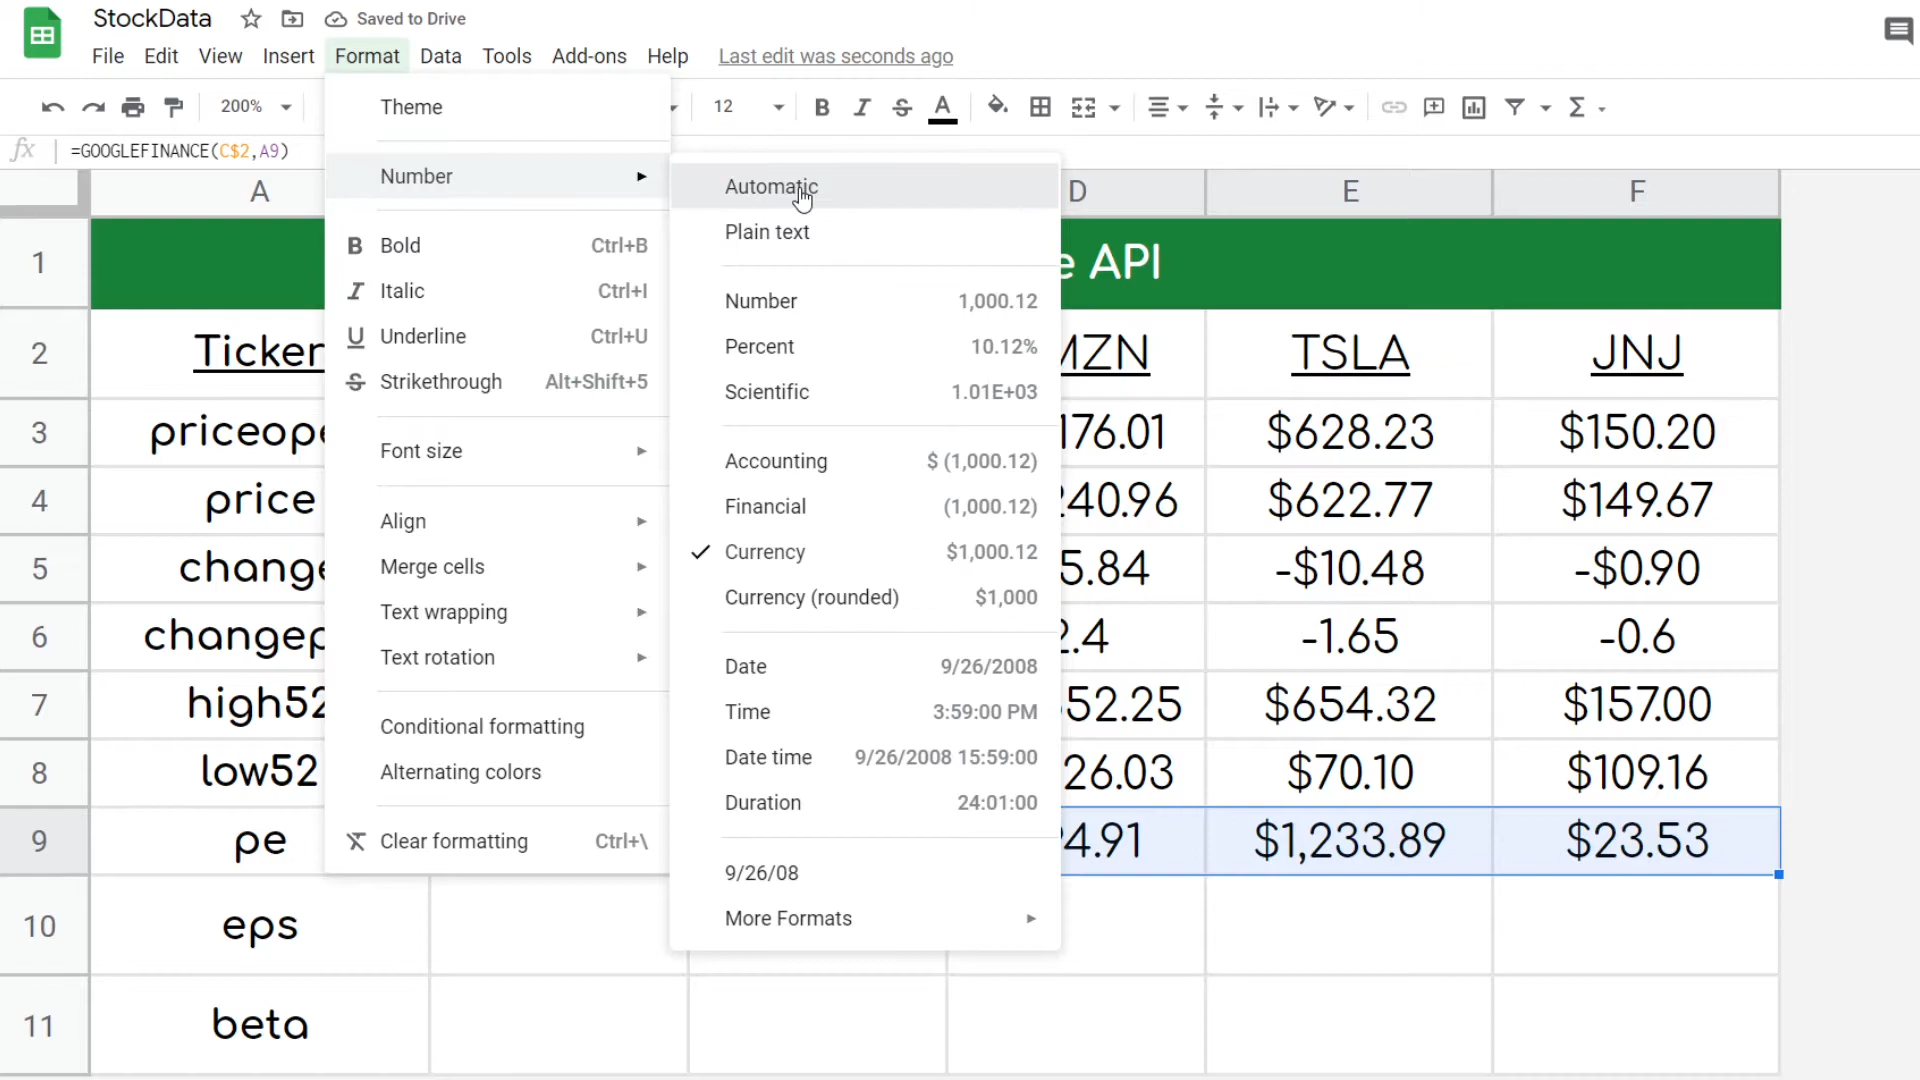 StockData Saved to Drive
File Edit View Insert Format Data Tools Add-ons Help Last edit was seconds ago
200% 12 B I S A
fx =GOOGLEFINANCE(C$2,A9)
Theme
Number
B Bold Ctrl+B
I Italic Ctrl+I
U Underline Ctrl+U
S Strikethrough Alt+Shift+5
Font size
Align
Merge cells
Text wrapping
Text rotation
Conditional formatting
Alternating colors
Clear formatting Ctrl+\
Automatic
Plain text
Number 1,000.12
Percent 10.12%
Scientific 1.01E+03
Accounting $ (1,000.12)
Financial (1,000.12)
Currency $1,000.12
Currency (rounded) $1,000
Date 9/26/2008
Time 3:59:00 PM
Date time 9/26/2008 15:59:00
Duration 24:01:00
9/26/08
More Formats
A D E F
1 API
2 Ticker MZN TSLA JNJ
3 priceope 176.01 $628.23 $150.20
4 price 40.96 $622.77 $149.67
5 change 5.84 -$10.48 -$0.90
6 changep 2.4 -1.65 -0.6
7 high52 52.25 $654.32 $157.00
8 low52 26.03 $70.10 $109.16
9 pe 4.91 $1,233.89 $23.53
10 eps
11 beta